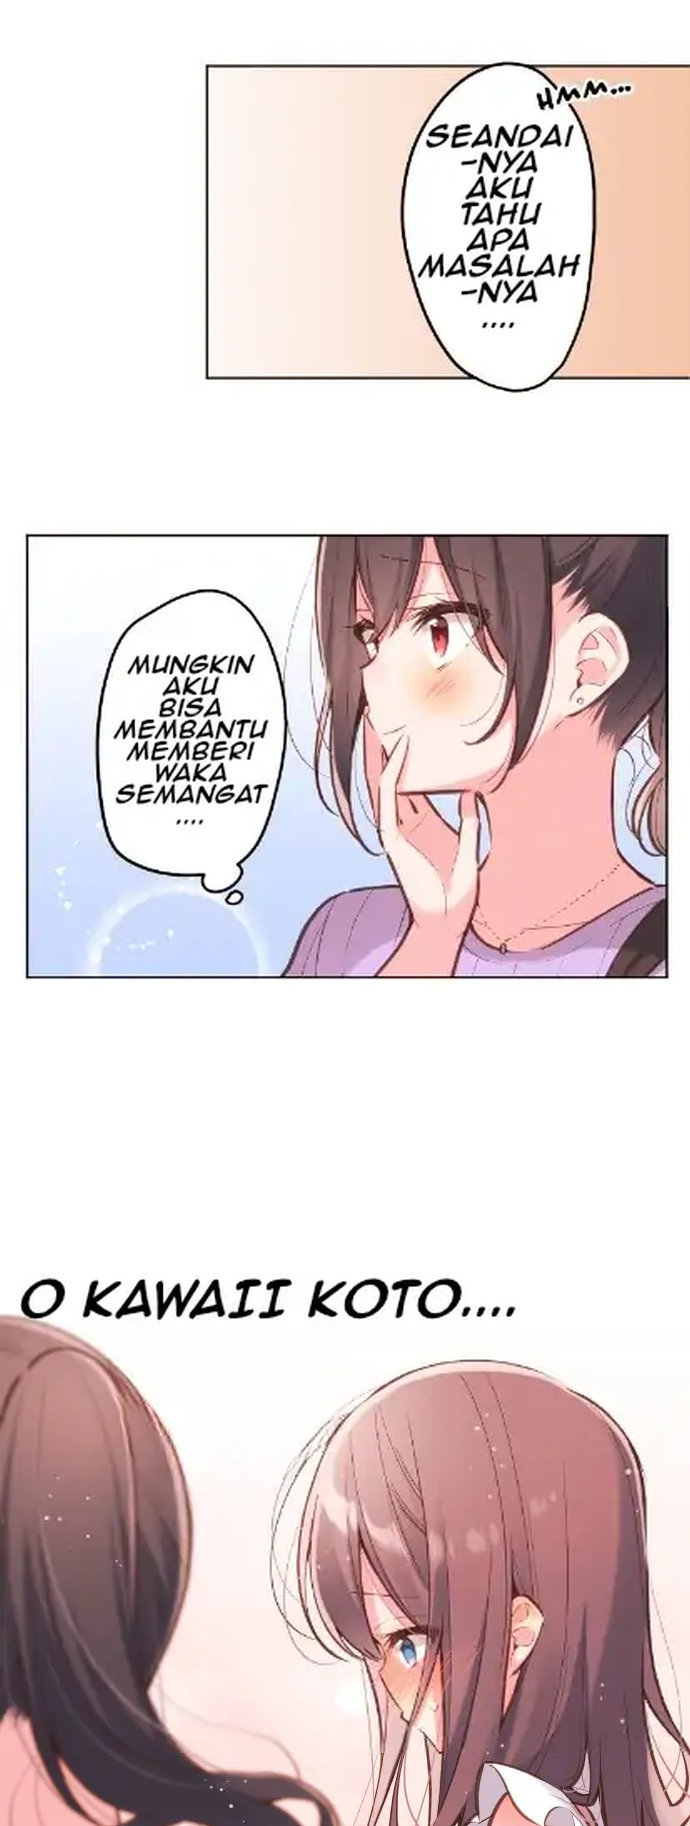 HMM...
SEANDAI
-NYA
AKU
TAHU
APA
MASALAH
-NYA
....
MUNGKIN
AKU
BISA
MEMBANTU
MEMBERI
WAKA
SEMANGAT
....
O KAWAII KOTO....